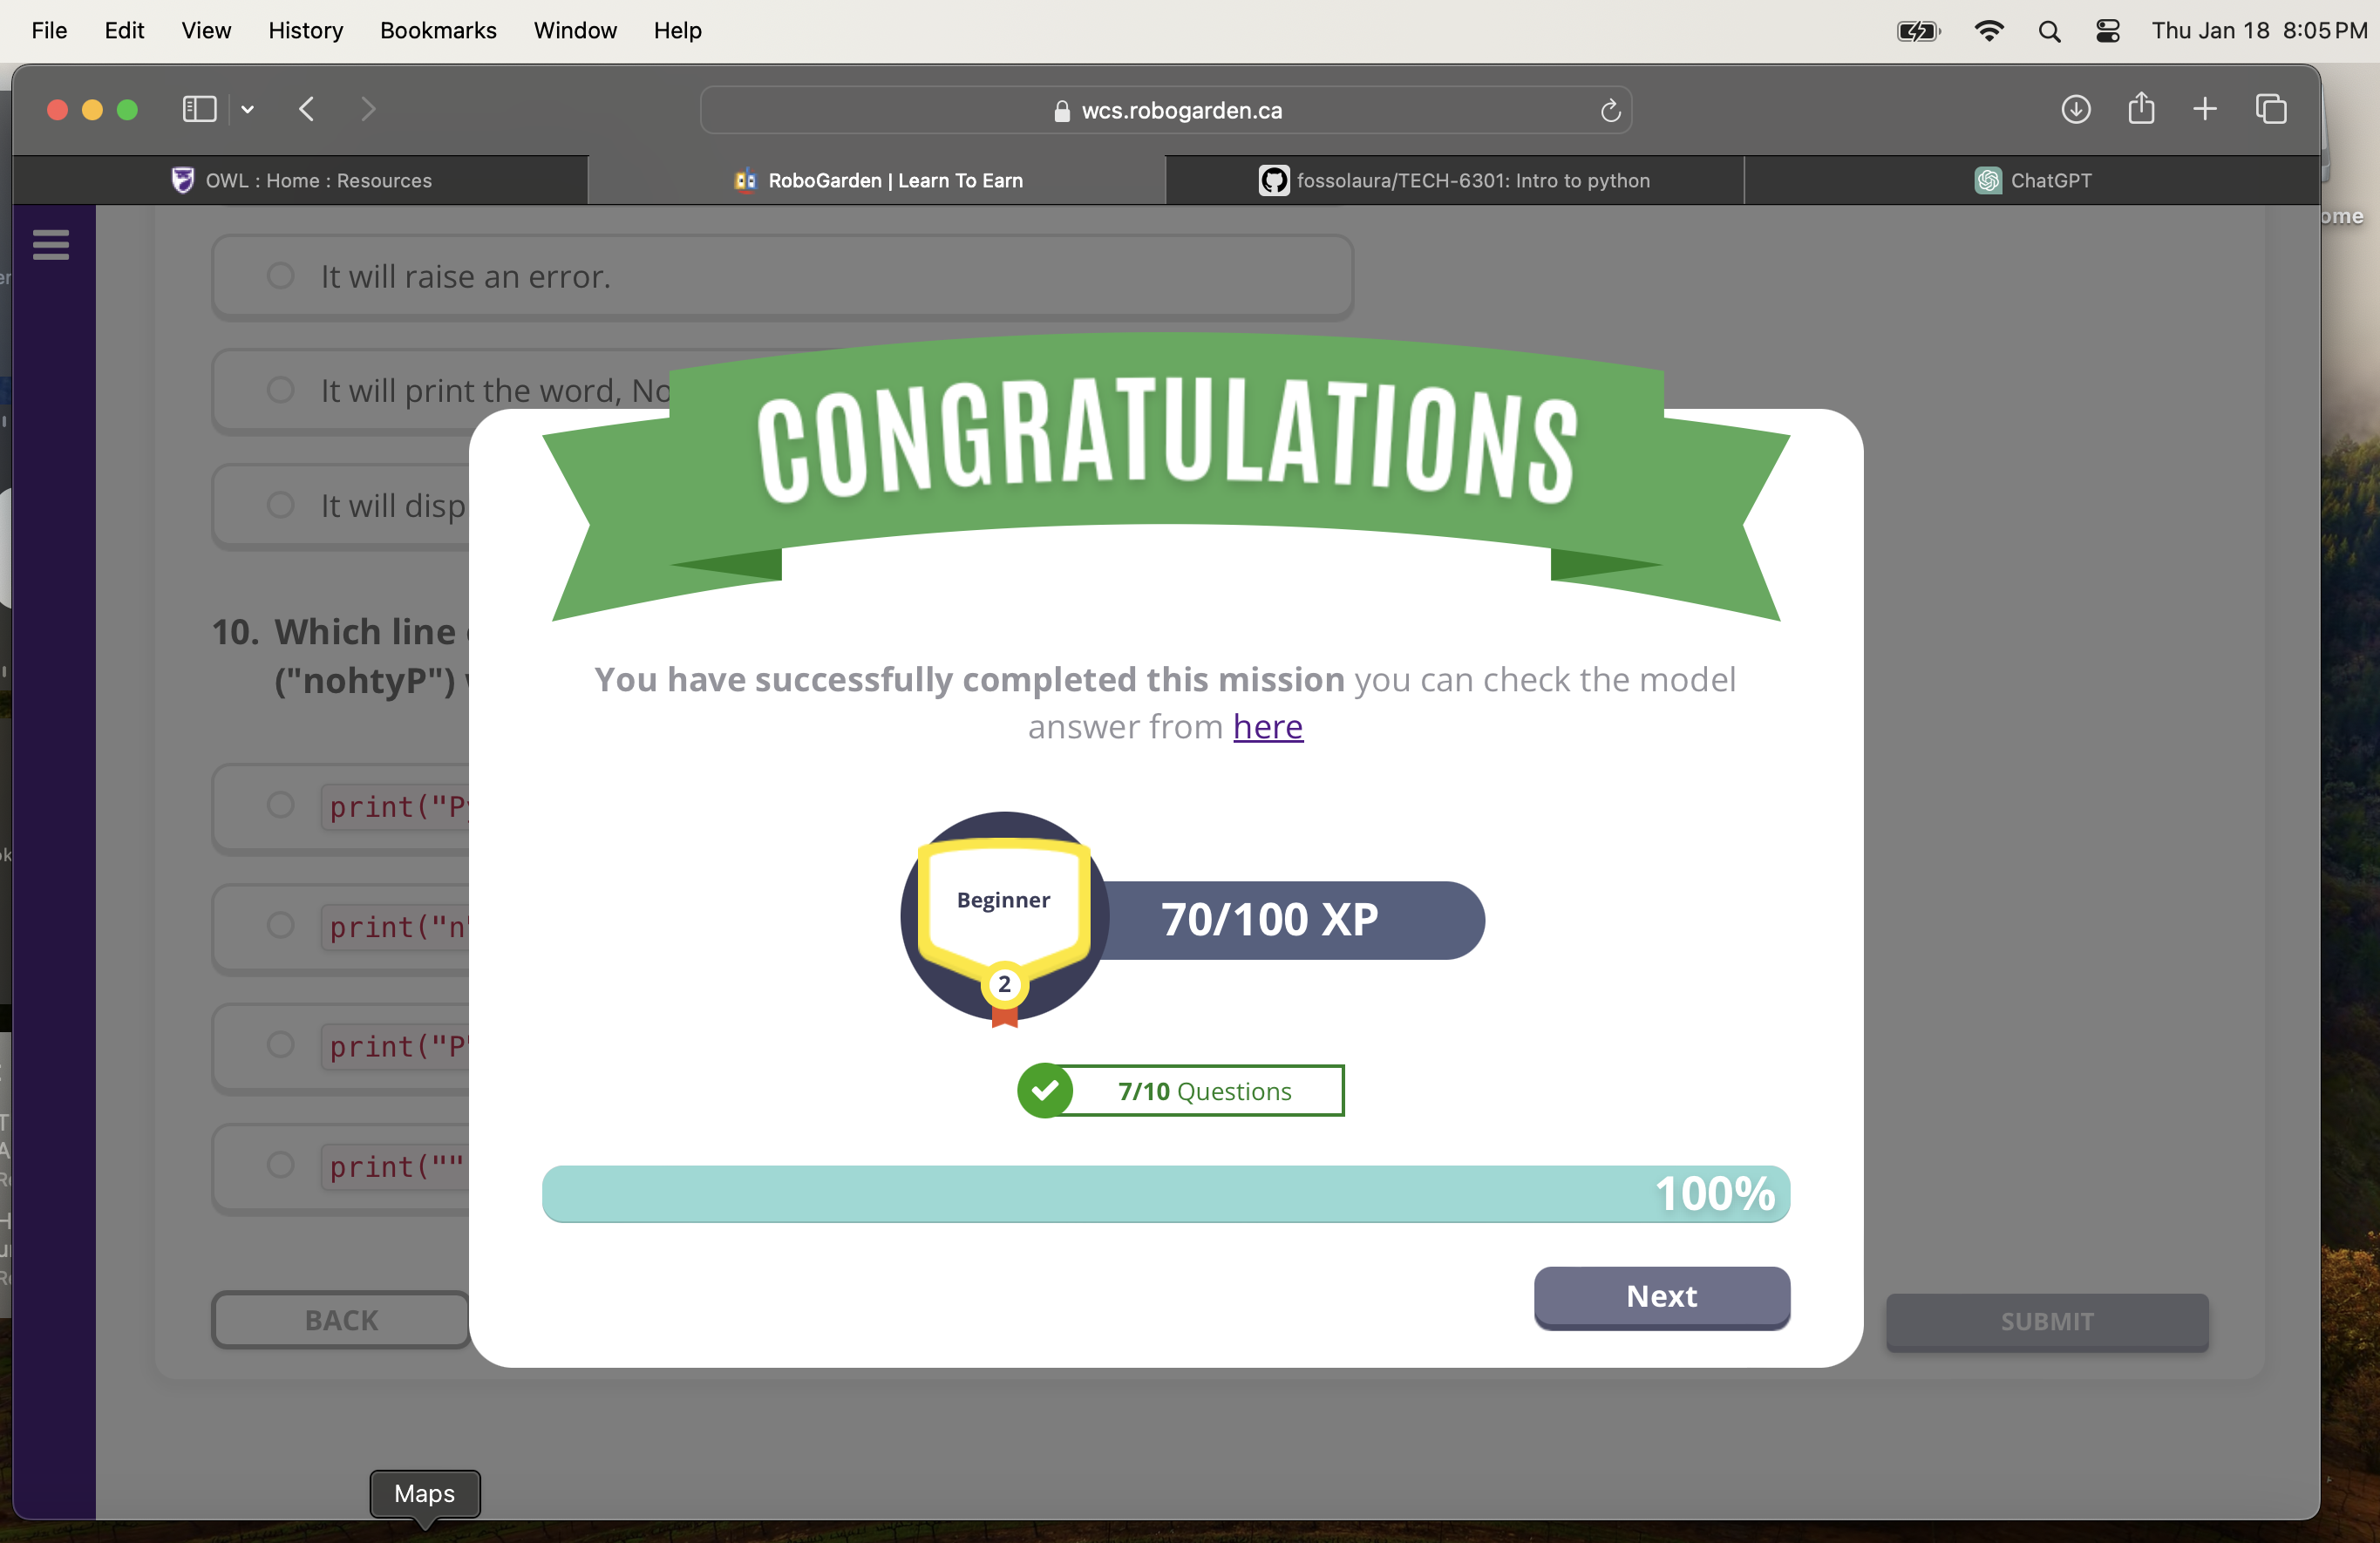 File Edit View History Bookmarks Window Help
Thu Jan 18 8:05 PM
wcs.robogarden.ca
OWL : Home : Resources
RoboGarden | Learn To Earn
fossolaura/TECH-6301: Intro to python
ChatGPT
ome
It will raise an error.
It will print the word, No
It will disp
CONGRATULATIONS
10. Which line
("nohtyP")
You have successfully completed this mission you can check the model
answer from here
print("Py
print("n"
print("P"
print(""
Beginner
2
70/100 XP
7/10 Questions
100%
Next
BACK
SUBMIT
Maps